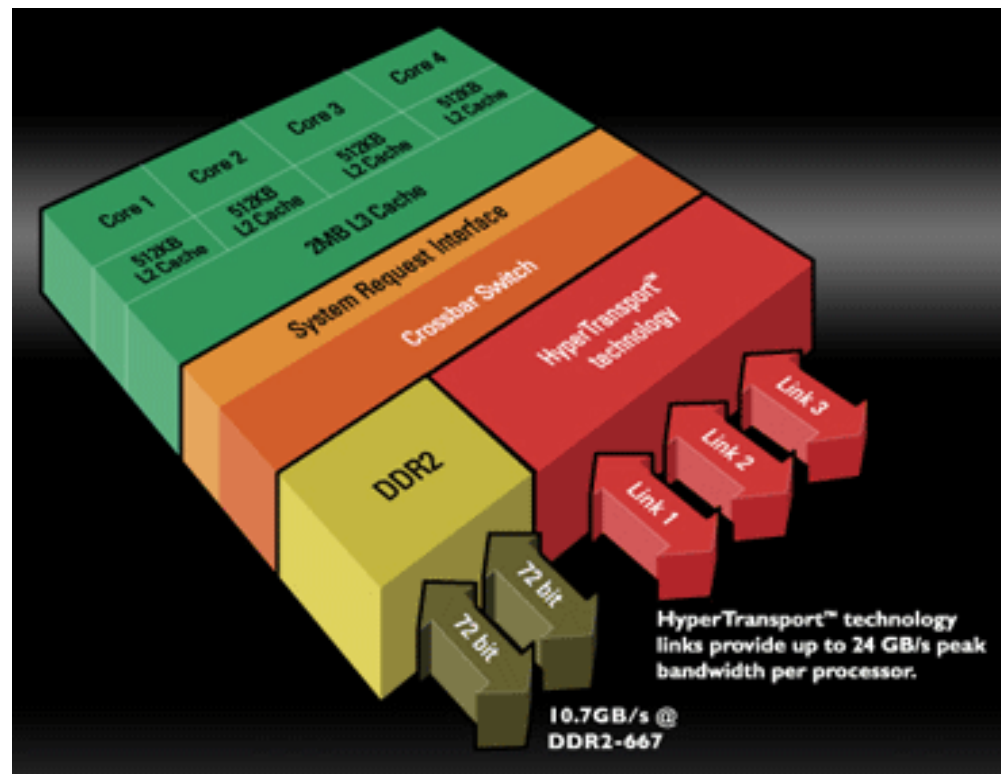 Core 1
Core 2
Core 3
Core 4
512KB
L2 Cache
512KB
L2 Cache
512KB
L2 Cache
512KB
L2 Cache
2MB L3 Cache
System Request Interface
Crossbar Switch
HyperTransport™
technology
DDR2
Link 1
Link 2
Link 3
72 bit
72 bit
HyperTransport™ technology
links provide up to 24 GB/s peak
bandwidth per processor.
10.7GB/s @
DDR2-667